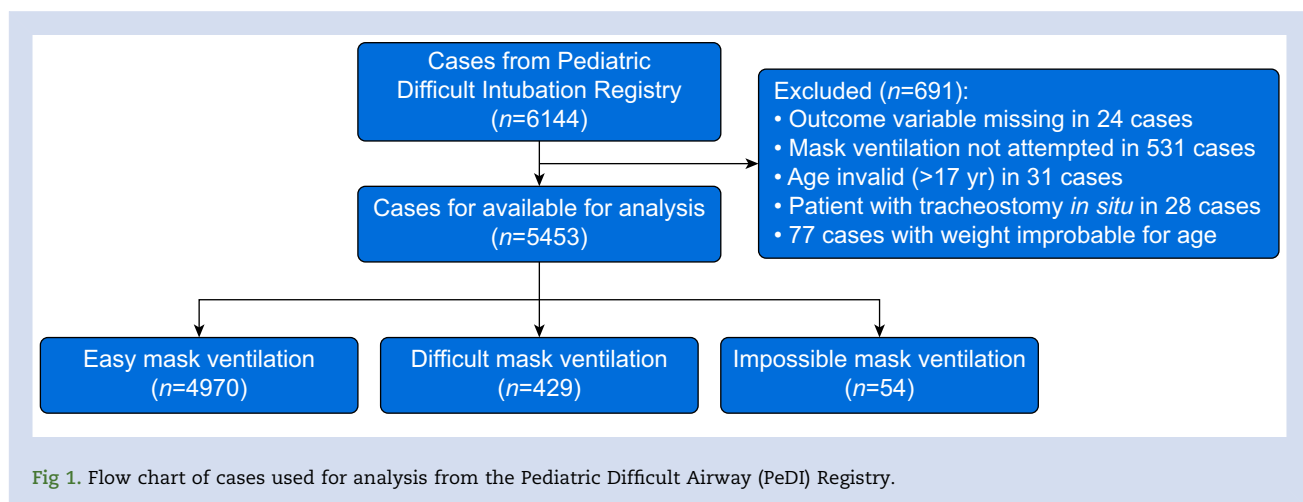 Cases from Pediatric
Difficult Intubation Registry
(n=6144)
Excluded (n=691):
• Outcome variable missing in 24 cases
• Mask ventilation not attempted in 531 cases
• Age invalid (>17 yr) in 31 cases
• Patient with tracheostomy in situ in 28 cases
• 77 cases with weight improbable for age
Cases for available for analysis
(n=5453)
Easy mask ventilation
(n=4970)
Difficult mask ventilation
(n=429)
Impossible mask ventilation
(n=54)
Fig 1. Flow chart of cases used for analysis from the Pediatric Difficult Airway (PeDI) Registry.